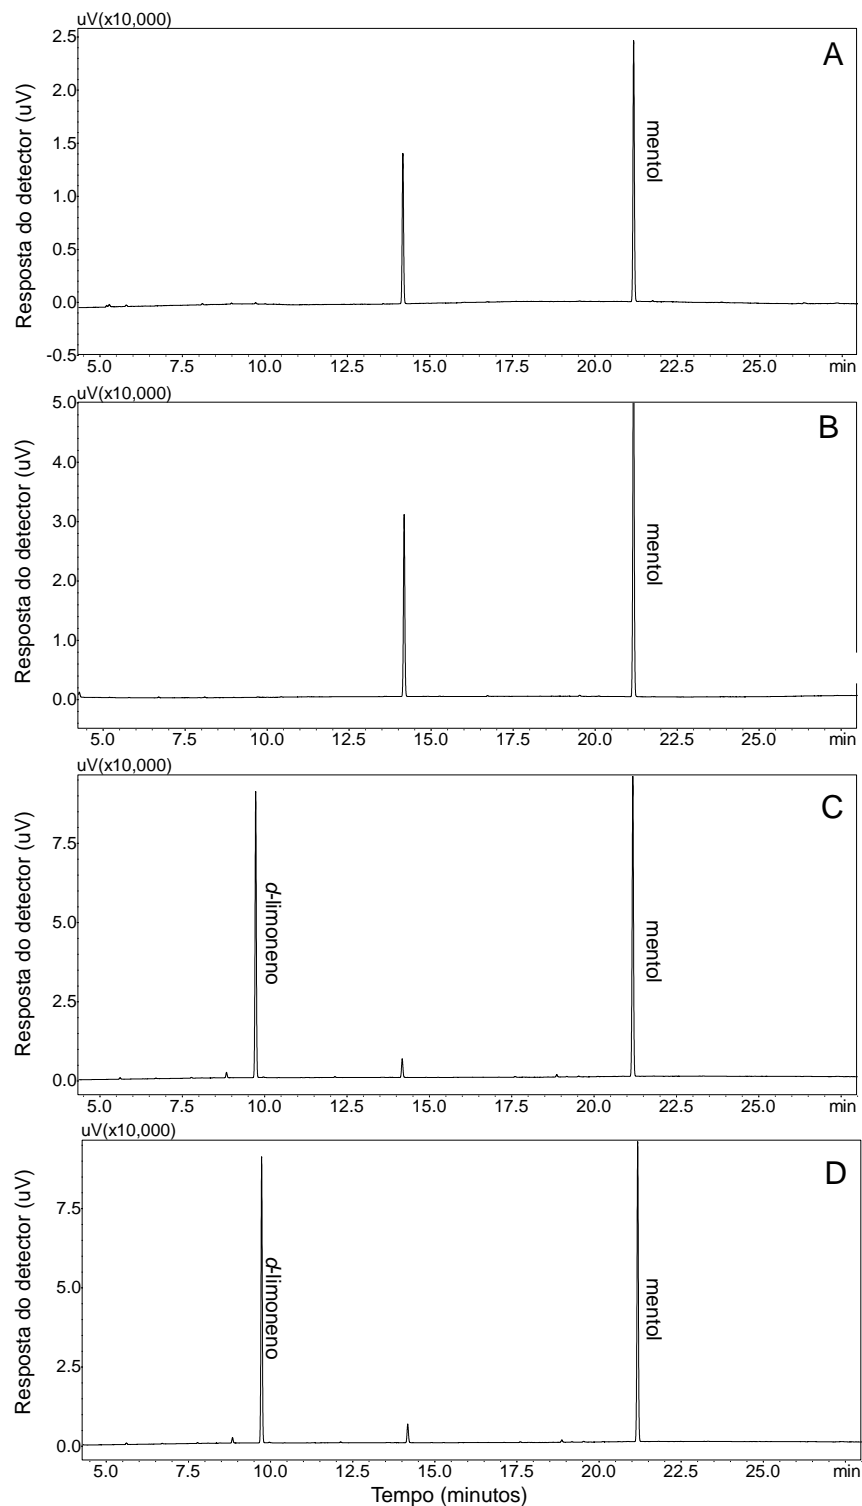 uV(x10,000)
A
Resposta do detector (uV)
2.5
2.0
1.5
1.0
0.5
0.0
-0.5
mentol
5.0 7.5 10.0 12.5 15.0 17.5 20.0 22.5 25.0 min
uV(x10,000)
B
Resposta do detector (uV)
5.0
4.0
3.0
2.0
1.0
0.0
mentol
5.0 7.5 10.0 12.5 15.0 17.5 20.0 22.5 25.0 min
uV(x10,000)
C
Resposta do detector (uV)
7.5
5.0
2.5
0.0
d-limoneno
mentol
5.0 7.5 10.0 12.5 15.0 17.5 20.0 22.5 25.0 min
uV(x10,000)
D
Resposta do detector (uV)
7.5
5.0
2.5
0.0
d-limoneno
mentol
5.0 7.5 10.0 12.5 15.0 17.5 20.0 22.5 25.0 min
Tempo (minutos)